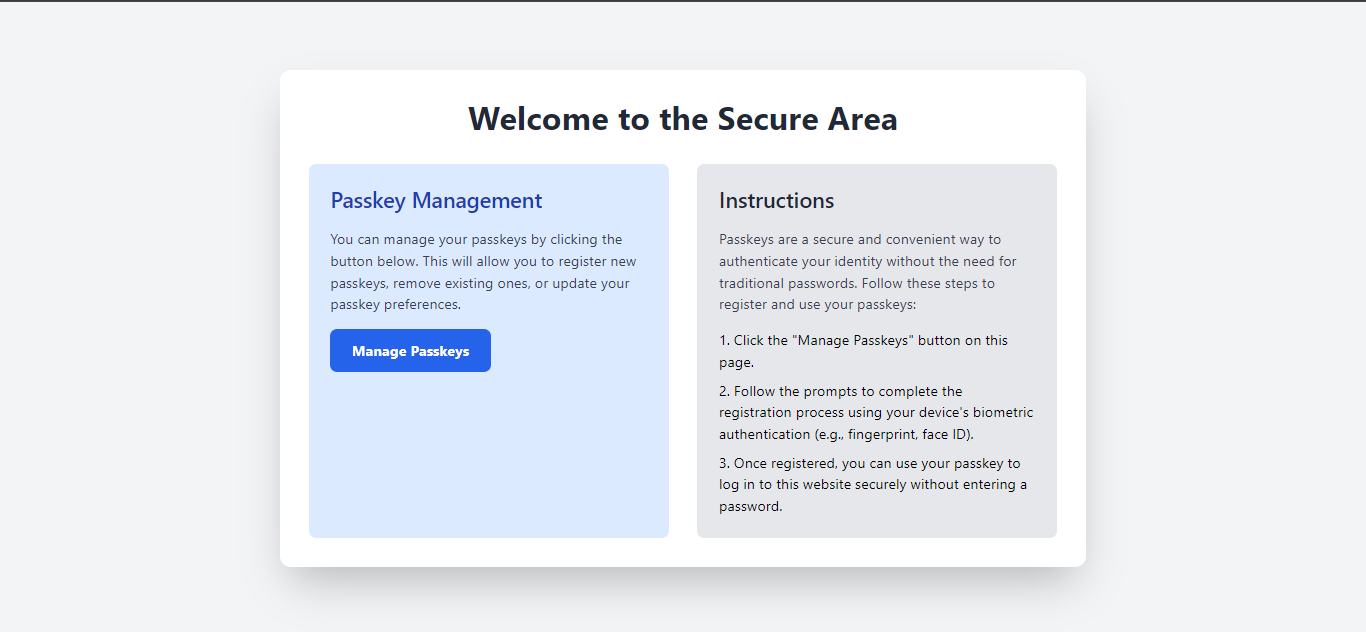 Welcome to the Secure Area
Passkey Management
You can manage your passkeys by clicking the
button below. This will allow you to register new
passkeys, remove existing ones, or update your
passkey preferences.
Manage Passkeys
Instructions
Passkeys are a secure and convenient way to
authenticate your identity without the need for
traditional passwords. Follow these steps to
register and use your passkeys:
1. Click the "Manage Passkeys" button on this
page.
2. Follow the prompts to complete the
registration process using your device's biometric
authentication (e.g., fingerprint, face ID).
3. Once registered, you can use your passkey to
log in to this website securely without entering a
password.